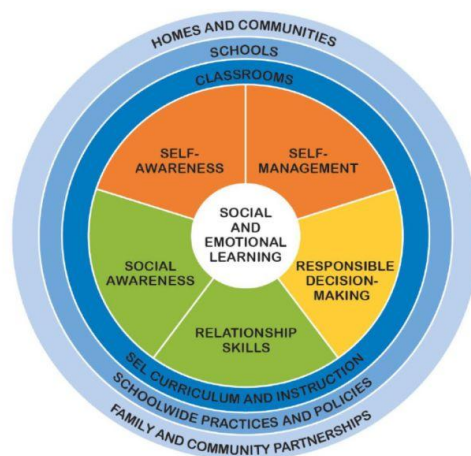 HOMES AND COMMUNITIES
SCHOOLS
CLASSROOMS
SELF-
AWARENESS
SELF-
MANAGEMENT
SOCIAL
AND
EMOTIONAL
LEARNING
SOCIAL
AWARENESS
RESPONSIBLE
DECISION-
MAKING
RELATIONSHIP
SKILLS
SEL CURRICULUM AND INSTRUCTION
SCHOOLWIDE PRACTICES AND POLICIES
FAMILY AND COMMUNITY PARTNERSHIPS